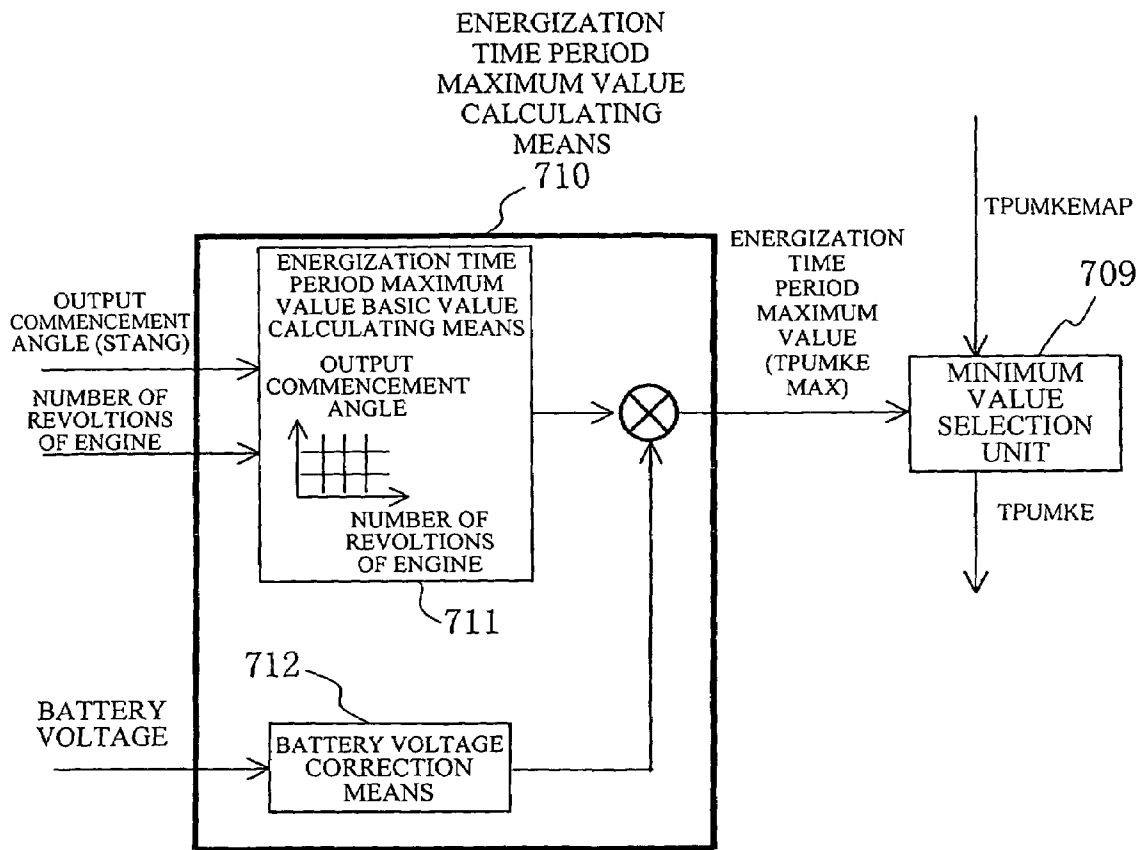 ENERGIZATION
TIME PERIOD
MAXIMUM VALUE
CALCULATING
MEANS
710
TPUMKEMAP
ENERGIZATION TIME
PERIOD MAXIMUM
VALUE BASIC VALUE
CALCULATING MEANS
OUTPUT
COMMENCEMENT
ANGLE
NUMBER OF
REVOLTIONS
OF ENGINE
711
OUTPUT
COMMENCEMENT
ANGLE (STANG)
NUMBER OF
REVOLTIONS
OF ENGINE
ENERGIZATION
TIME
PERIOD
MAXIMUM
VALUE
(TPUMKE
MAX)
709
MINIMUM
VALUE
SELECTION
UNIT
TPUMKE
712
BATTERY
VOLTAGE
BATTERY VOLTAGE
CORRECTION
MEANS